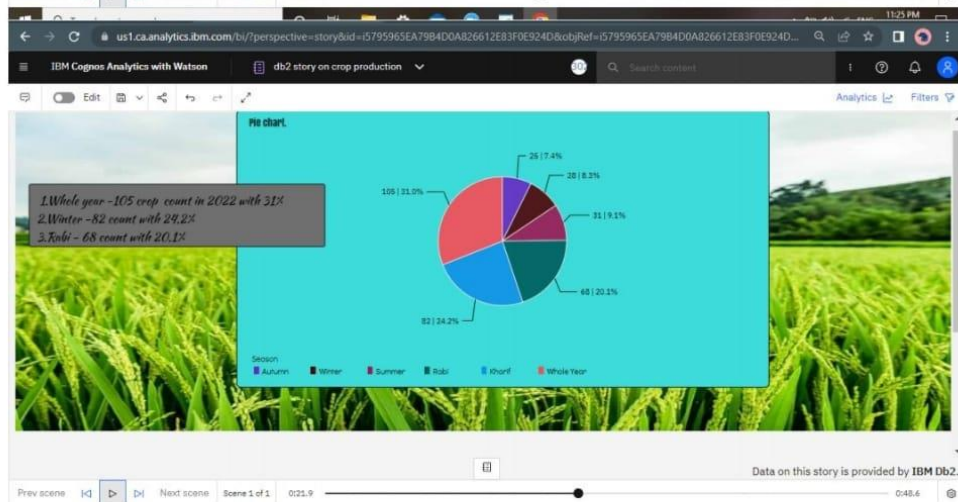 11:25 PM
us1.ca.analytics.ibm.com/bi/?perspective=story&id=i5795965EA79B4D0A826612E83F0E924D&objRef=i5795965EA79B4D0A826612E83F0E924D...
IBM Cognos Analytics with Watson
db2 story on crop production
Search content
Edit
Analytics
Filters
Pie chart.
25 | 7.4%
28 | 8.3%
105 | 31.0%
31 | 9.1%
1.Whole year -105 crop count in 2022 with 31%
2.Winter -82 count with 24.2%
3.Rabi - 68 count with 20.1%
68 | 20.1%
82 | 24.2%
Season
Autumn Winter Summer Rabi Kharif Whole Year
Data on this story is provided by IBM Db2.
Prev scene Next scene Scene 1 of 1 0:21.9 0:48.6